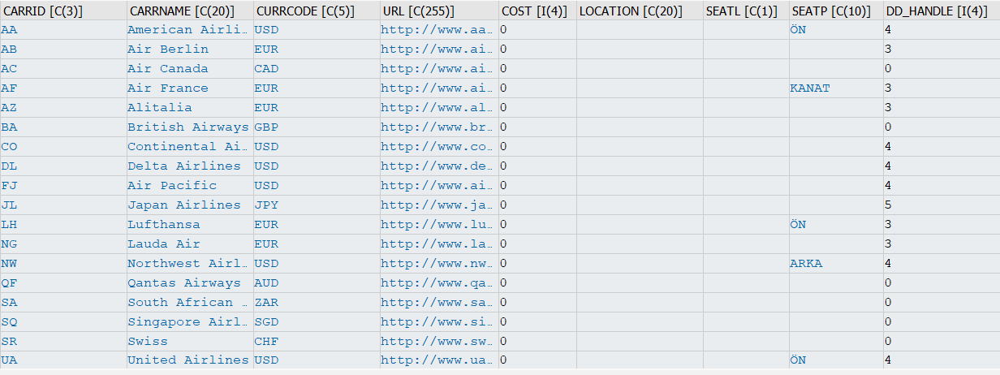 CARRID [C(3)] CARRNAME [C(20)] CURRCODE [C(5)] URL [C(255)] COST [I(4)] LOCATION [C(20)] SEATL [C(1)] SEATP [C(10)] DD_HANDLE [I(4)]
AA American Airli… USD http://www.aa… 0 ÖN 4
AB Air Berlin EUR http://www.ai… 0 3
AC Air Canada CAD http://www.ai… 0 0
AF Air France EUR http://www.ai… 0 KANAT 3
AZ Alitalia EUR http://www.al… 0 3
BA British Airways GBP http://www.br… 0 0
CO Continental Ai… USD http://www.co… 0 4
DL Delta Airlines USD http://www.de… 0 4
FJ Air Pacific USD http://www.ai… 0 4
JL Japan Airlines JPY http://www.ja… 0 5
LH Lufthansa EUR http://www.lu… 0 ÖN 3
NG Lauda Air EUR http://www.la… 0 3
NW Northwest Airl… USD http://www.nw… 0 ARKA 4
QF Qantas Airways AUD http://www.qa… 0 0
SA South African … ZAR http://www.sa… 0 0
SQ Singapore Airl… SGD http://www.si… 0 0
SR Swiss CHF http://www.sw… 0 0
UA United Airlines USD http://www.ua… 0 ÖN 4